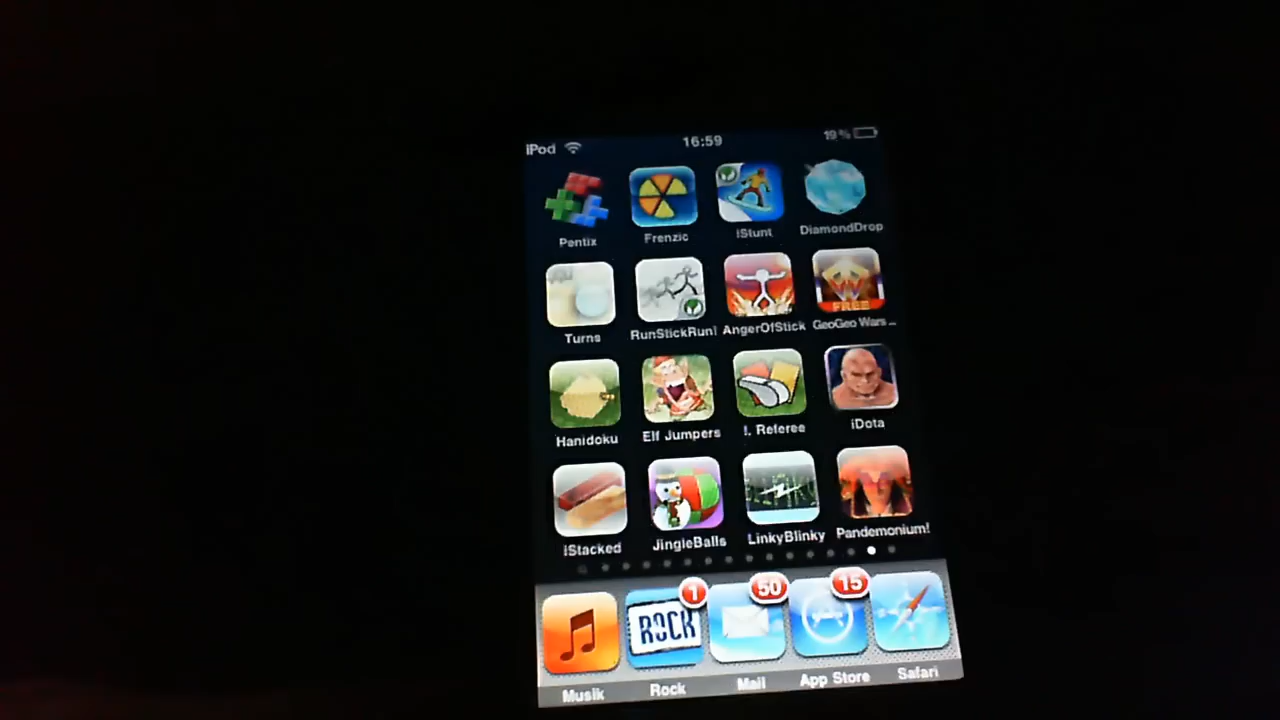 iPod 16:59 19%
Pentix Frenzic iStunt DiamondDrop
FREE
Turns RunStickRun! AngerOfStick GeoGeo Wars ...
Hanidoku Elf Jumpers !. Referee iDota
iStacked JingleBalls LinkyBlinky Pandemonium!
1 50 15
ROCK
Musik Rock Mail App Store Safari